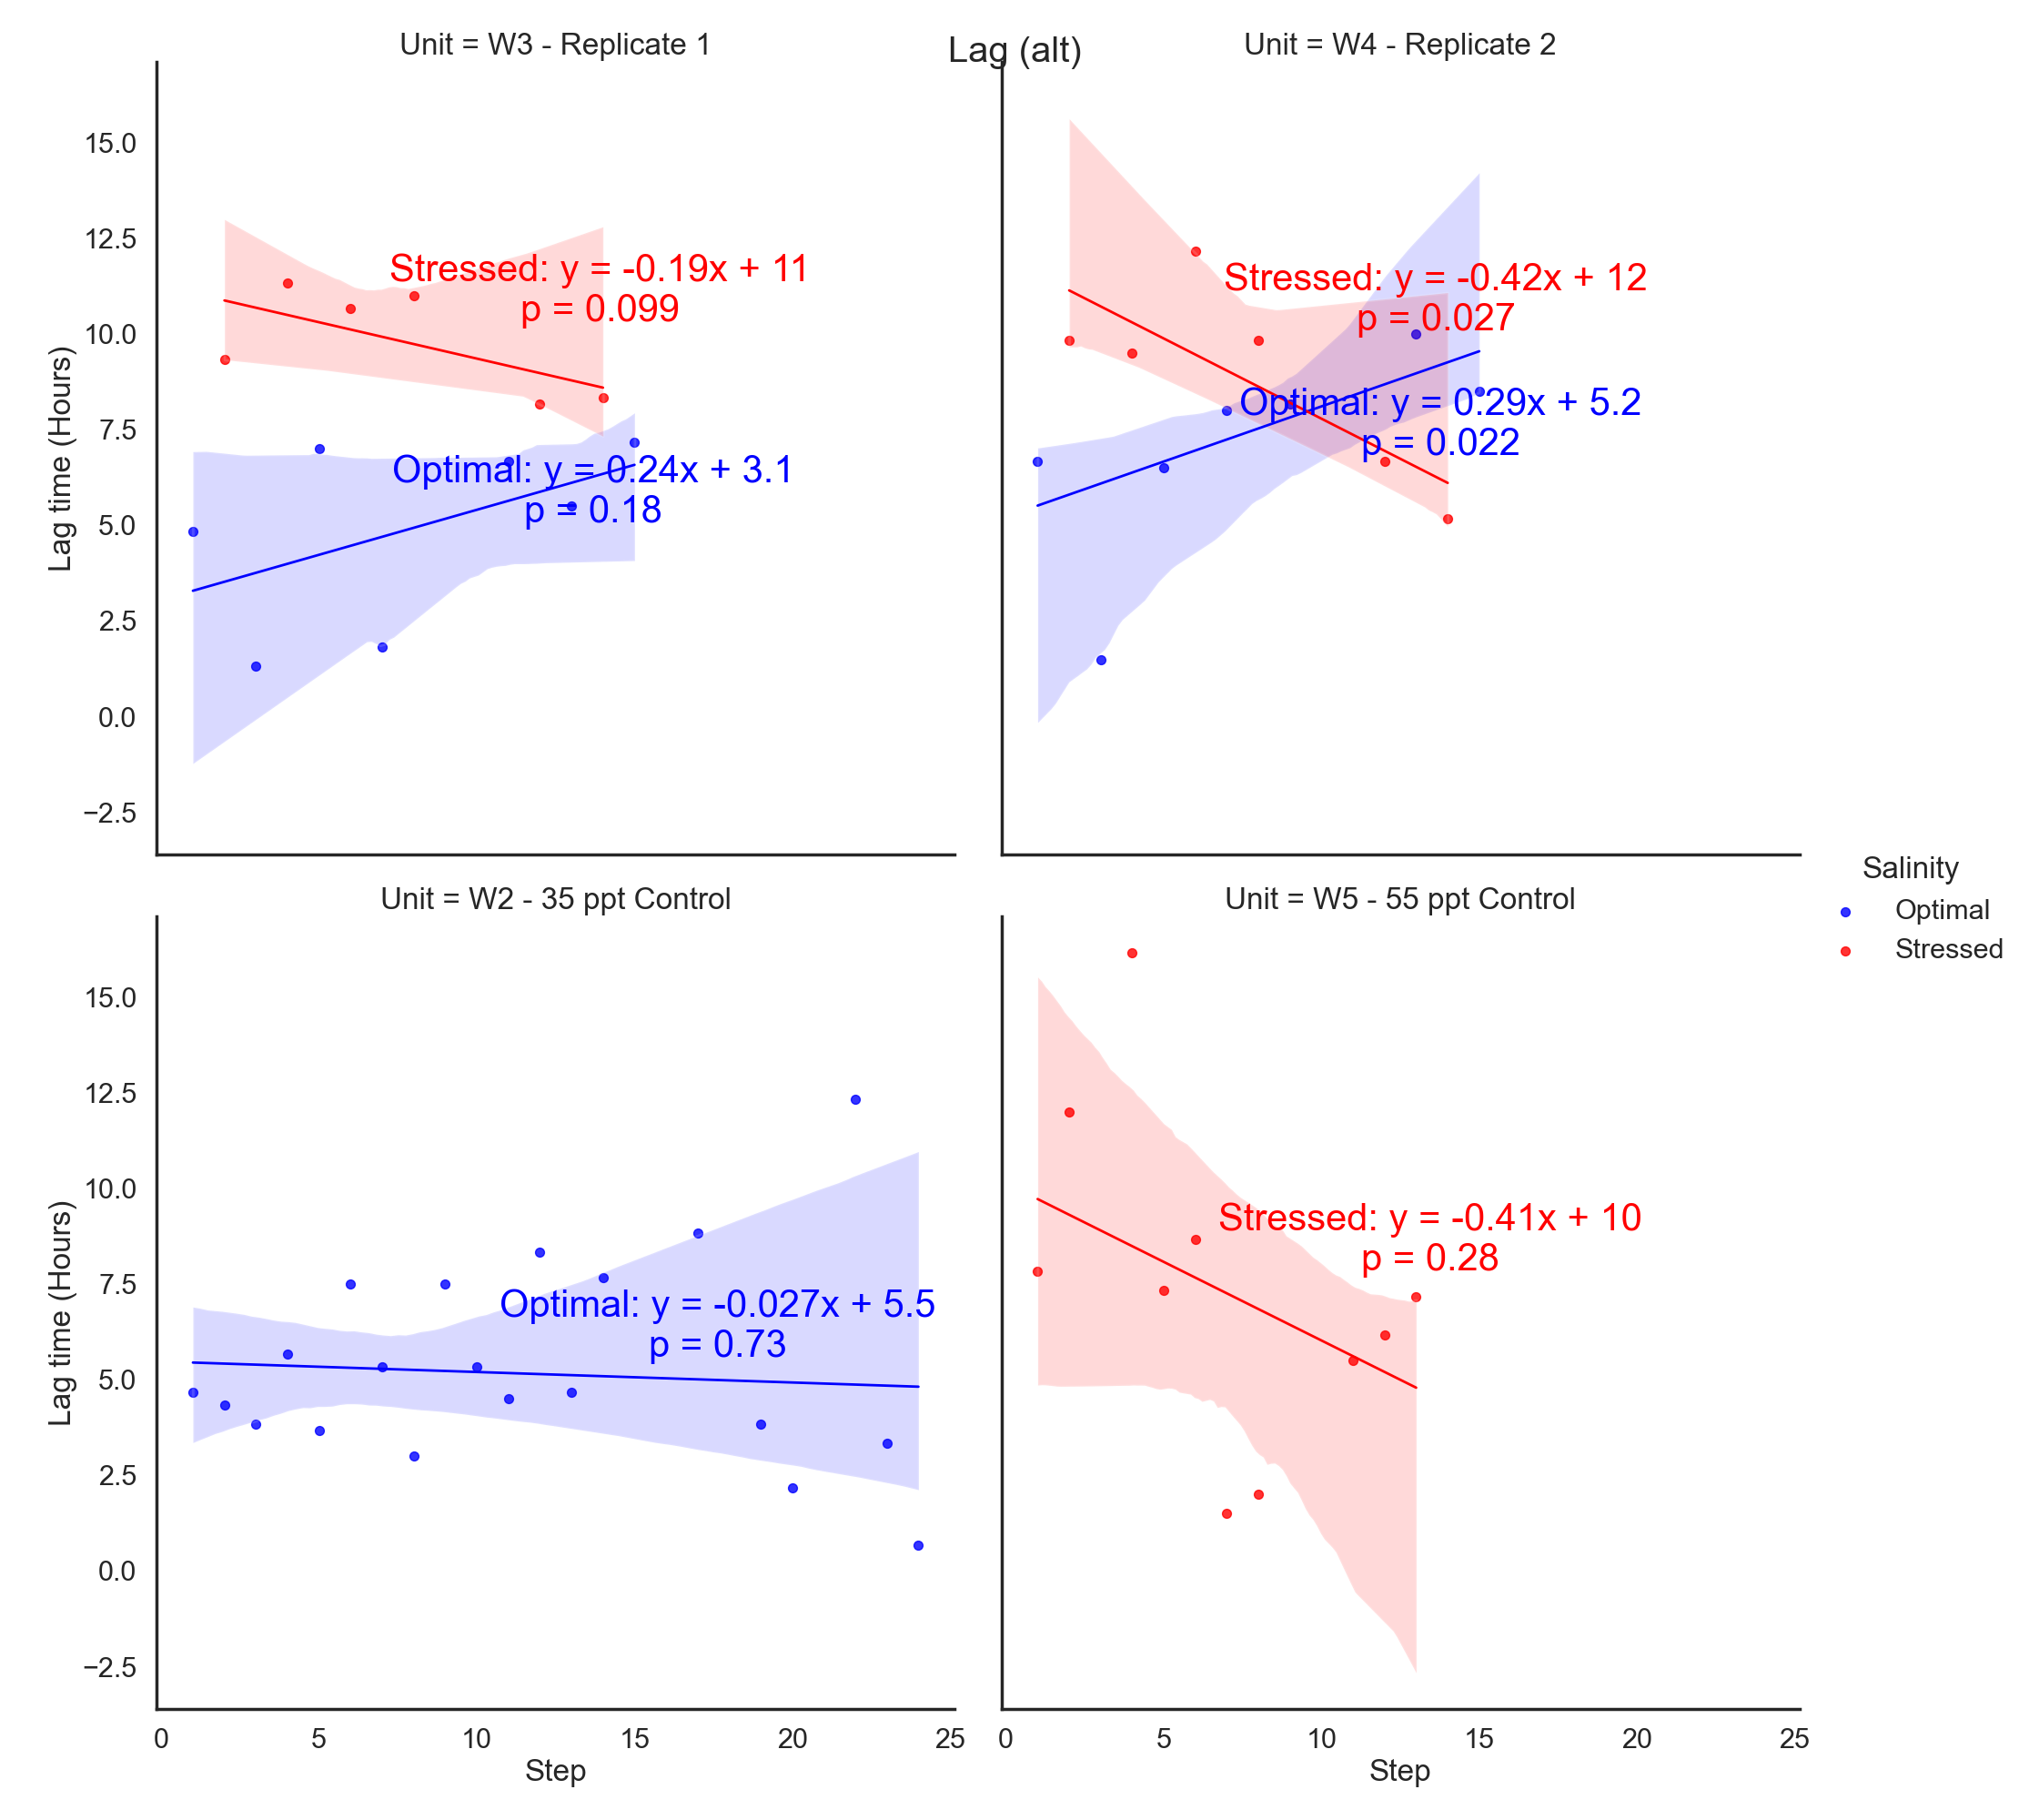 Lag (alt)
Unit = W3 - Replicate 1
Unit = W4 - Replicate 2
15.0
12.5
10.0
7.5
5.0
2.5
0.0
−2.5
Lag time (Hours)
Stressed: y = -0.19x + 11
p = 0.099
Optimal: y = 0.24x + 3.1
p = 0.18
Stressed: y = -0.42x + 12
p = 0.027
Optimal: y = 0.29x + 5.2
p = 0.022
Salinity
Optimal
Stressed
Unit = W2 - 35 ppt Control
Unit = W5 - 55 ppt Control
15.0
12.5
10.0
7.5
5.0
2.5
0.0
−2.5
Lag time (Hours)
Optimal: y = -0.027x + 5.5
p = 0.73
Stressed: y = -0.41x + 10
p = 0.28
0 5 10 15 20 25
Step
0 5 10 15 20 25
Step